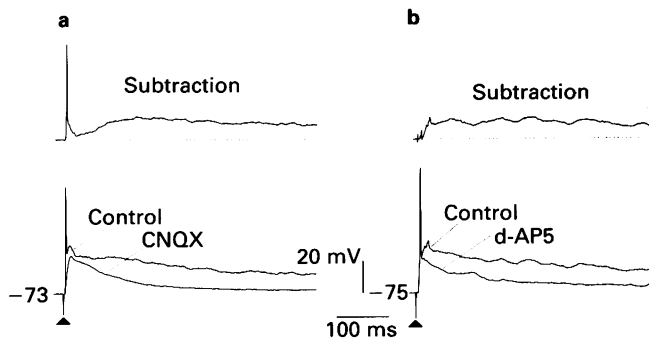 a
Subtraction
Control
CNQX
−73
b
Subtraction
Control
d-AP5
20 mV
−75
100 ms